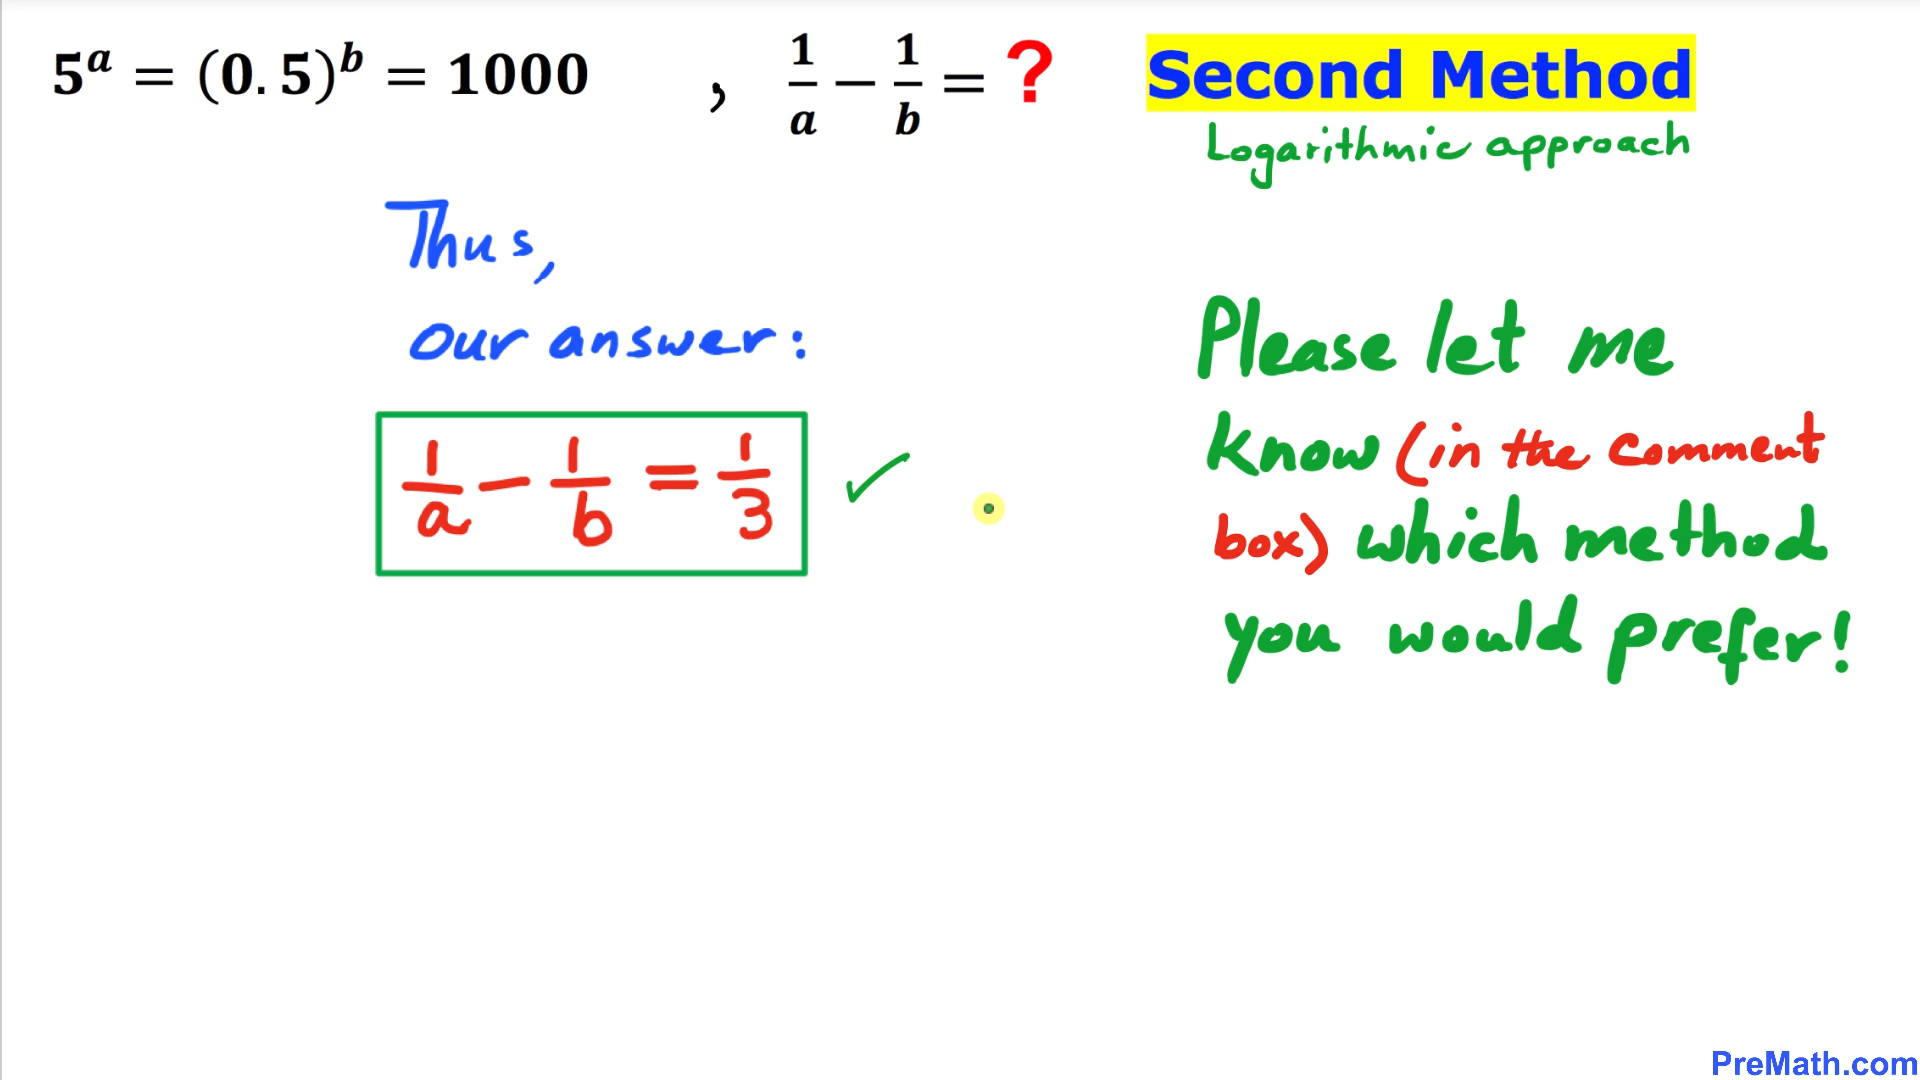 5^a = (0.5)^b = 1000 , 1/a − 1/b = ?
Second Method
Logarithmic approach
Thus,
our answer:
1/a − 1/b = 1/3 ✓
Please let me
know (in the comment
box) which method
you would prefer!
PreMath.com